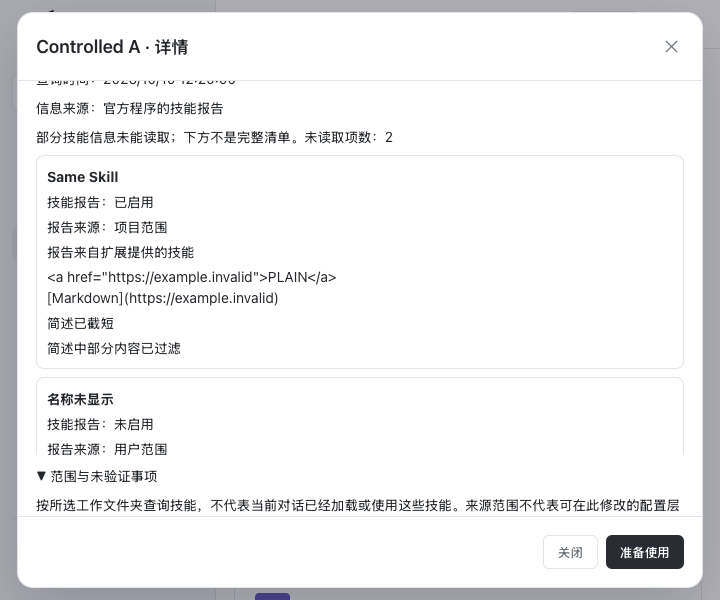 Controlled A · 详情
信息来源：官方程序的技能报告
部分技能信息未能读取；下方不是完整清单。未读取项数：2
Same Skill
技能报告：已启用
报告来源：项目范围
报告来自扩展提供的技能
<a href="https://example.invalid">PLAIN</a>
[Markdown](https://example.invalid)
简述已截短
简述中部分内容已过滤
名称未显示
技能报告：未启用
报告来源：用户范围
▼ 范围与未验证事项
按所选工作文件夹查询技能，不代表当前对话已经加载或使用这些技能。来源范围不代表可在此修改的配置层
关闭
准备使用